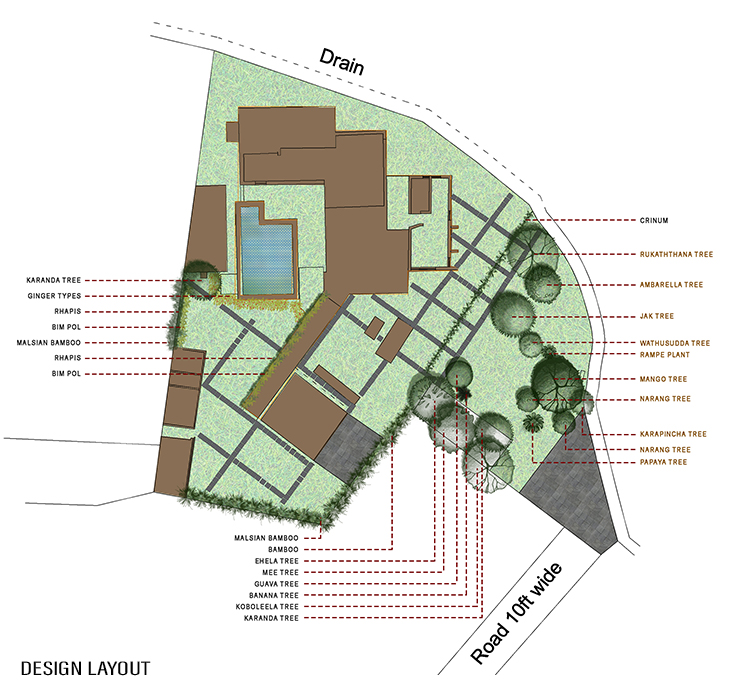 Drain
CRINUM
RUKATHTHANA TREE
AMBARELLA TREE
JAK TREE
WATHUSUDDA TREE
RAMPE PLANT
MANGO TREE
NARANG TREE
KARAPINCHA TREE
NARANG TREE
PAPAYA TREE
KARANDA TREE
GINGER TYPES
RHAPIS
BIM POL
MALSIAN BAMBOO
RHAPIS
BIM POL
MALSIAN BAMBOO
BAMBOO
EHELA TREE
MEE TREE
GUAVA TREE
BANANA TREE
KOBOLEELA TREE
KARANDA TREE
Road 10ft wide
DESIGN LAYOUT